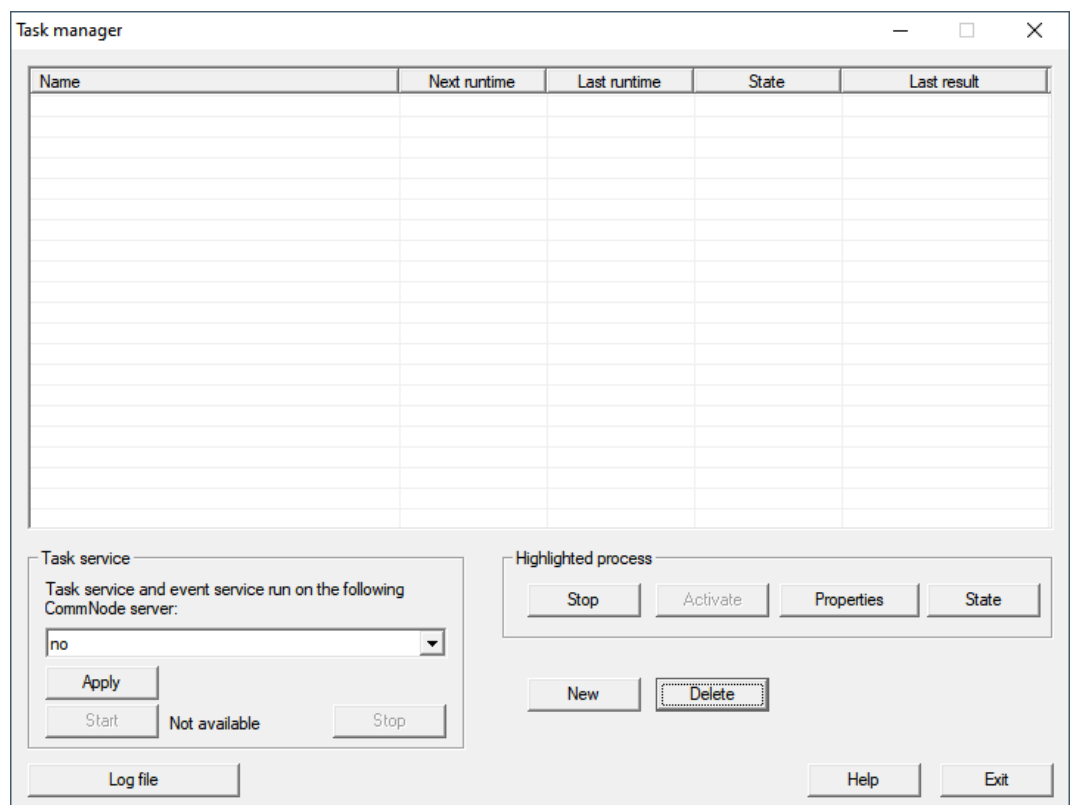 Task manager
Name Next runtime Last runtime State Last result
Task service
Task service and event service run on the following
CommNode server:
no
Apply
Start Not available Stop
Highlighted process
Stop Activate Properties State
New Delete
Log file Help Exit